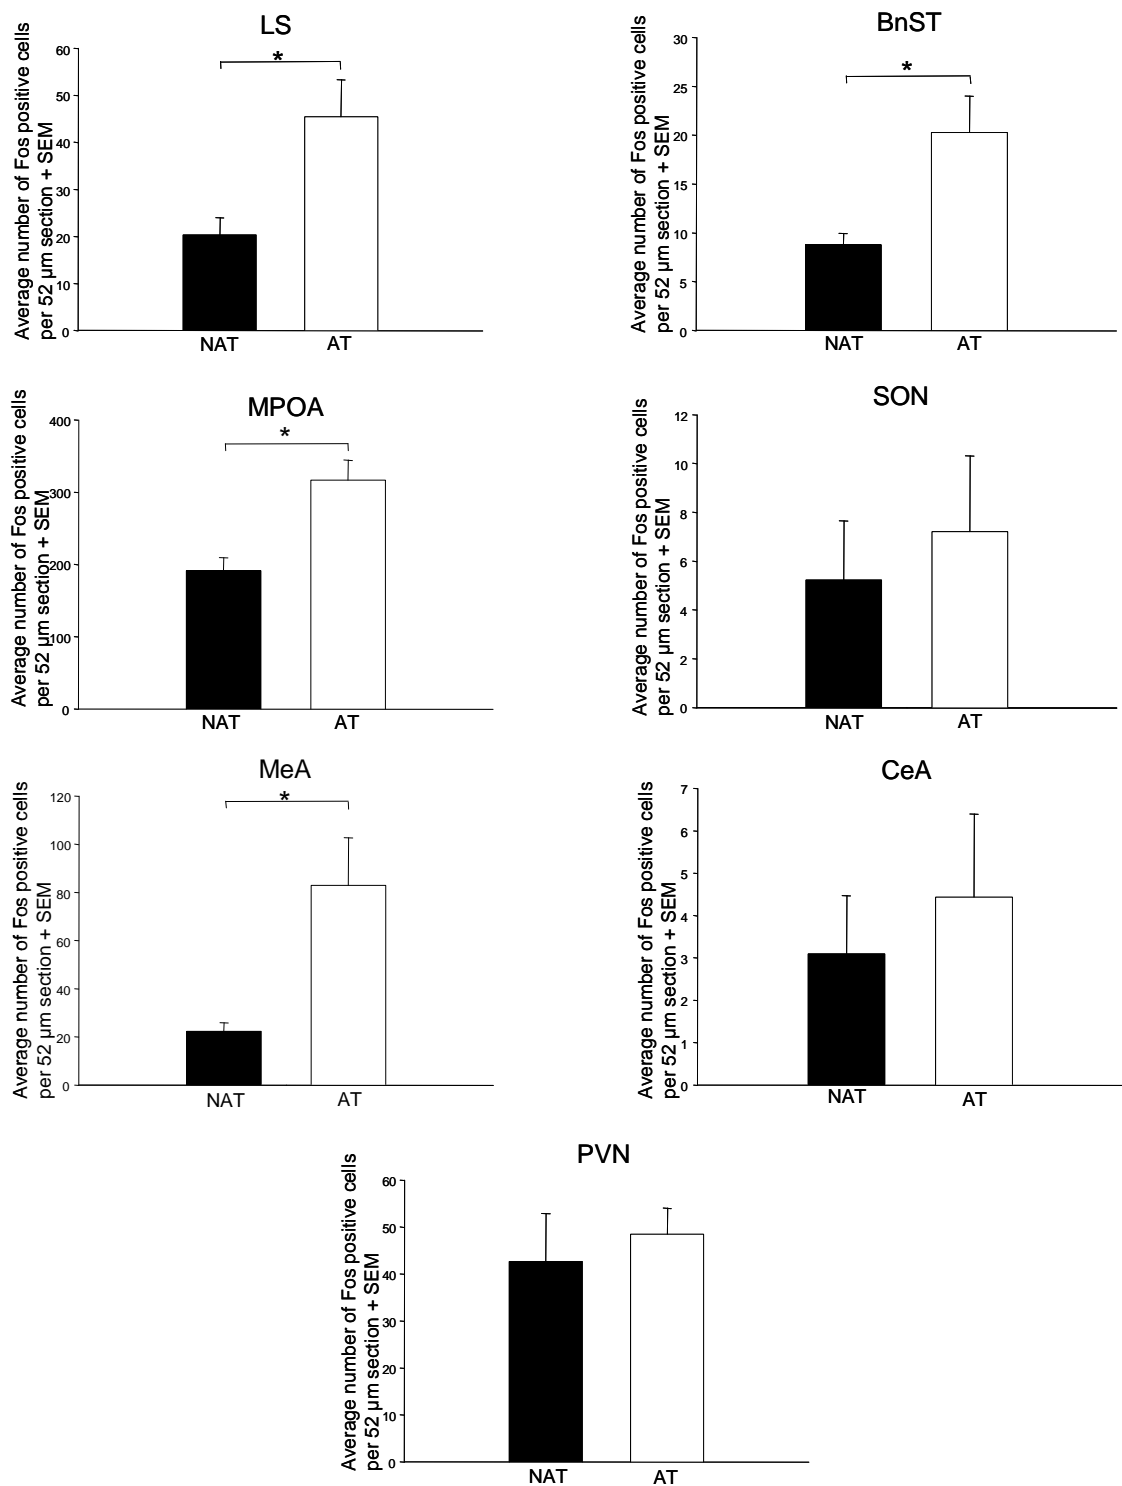 LS
Average number of Fos positive cells
per 52 µm section + SEM
60
50
40
30
20
10
0
*
NAT
AT
BnST
Average number of Fos positive cells
per 52 µm section + SEM
30
25
20
15
10
5
0
*
NAT
AT
MPOA
Average number of Fos positive cells
per 52 µm section + SEM
400
300
200
100
0
*
NAT
AT
SON
Average number of Fos positive cells
per 52 µm section + SEM
12
10
8
6
4
2
0
NAT
AT
MeA
Average number of Fos positive cells
per 52 µm section + SEM
120
100
80
60
40
20
0
*
NAT
AT
CeA
Average number of Fos positive cells
per 52 µm section + SEM
7
6
5
4
3
2
1
0
NAT
AT
PVN
Average number of Fos positive cells
per 52 µm section + SEM
60
50
40
30
20
10
0
NAT
AT